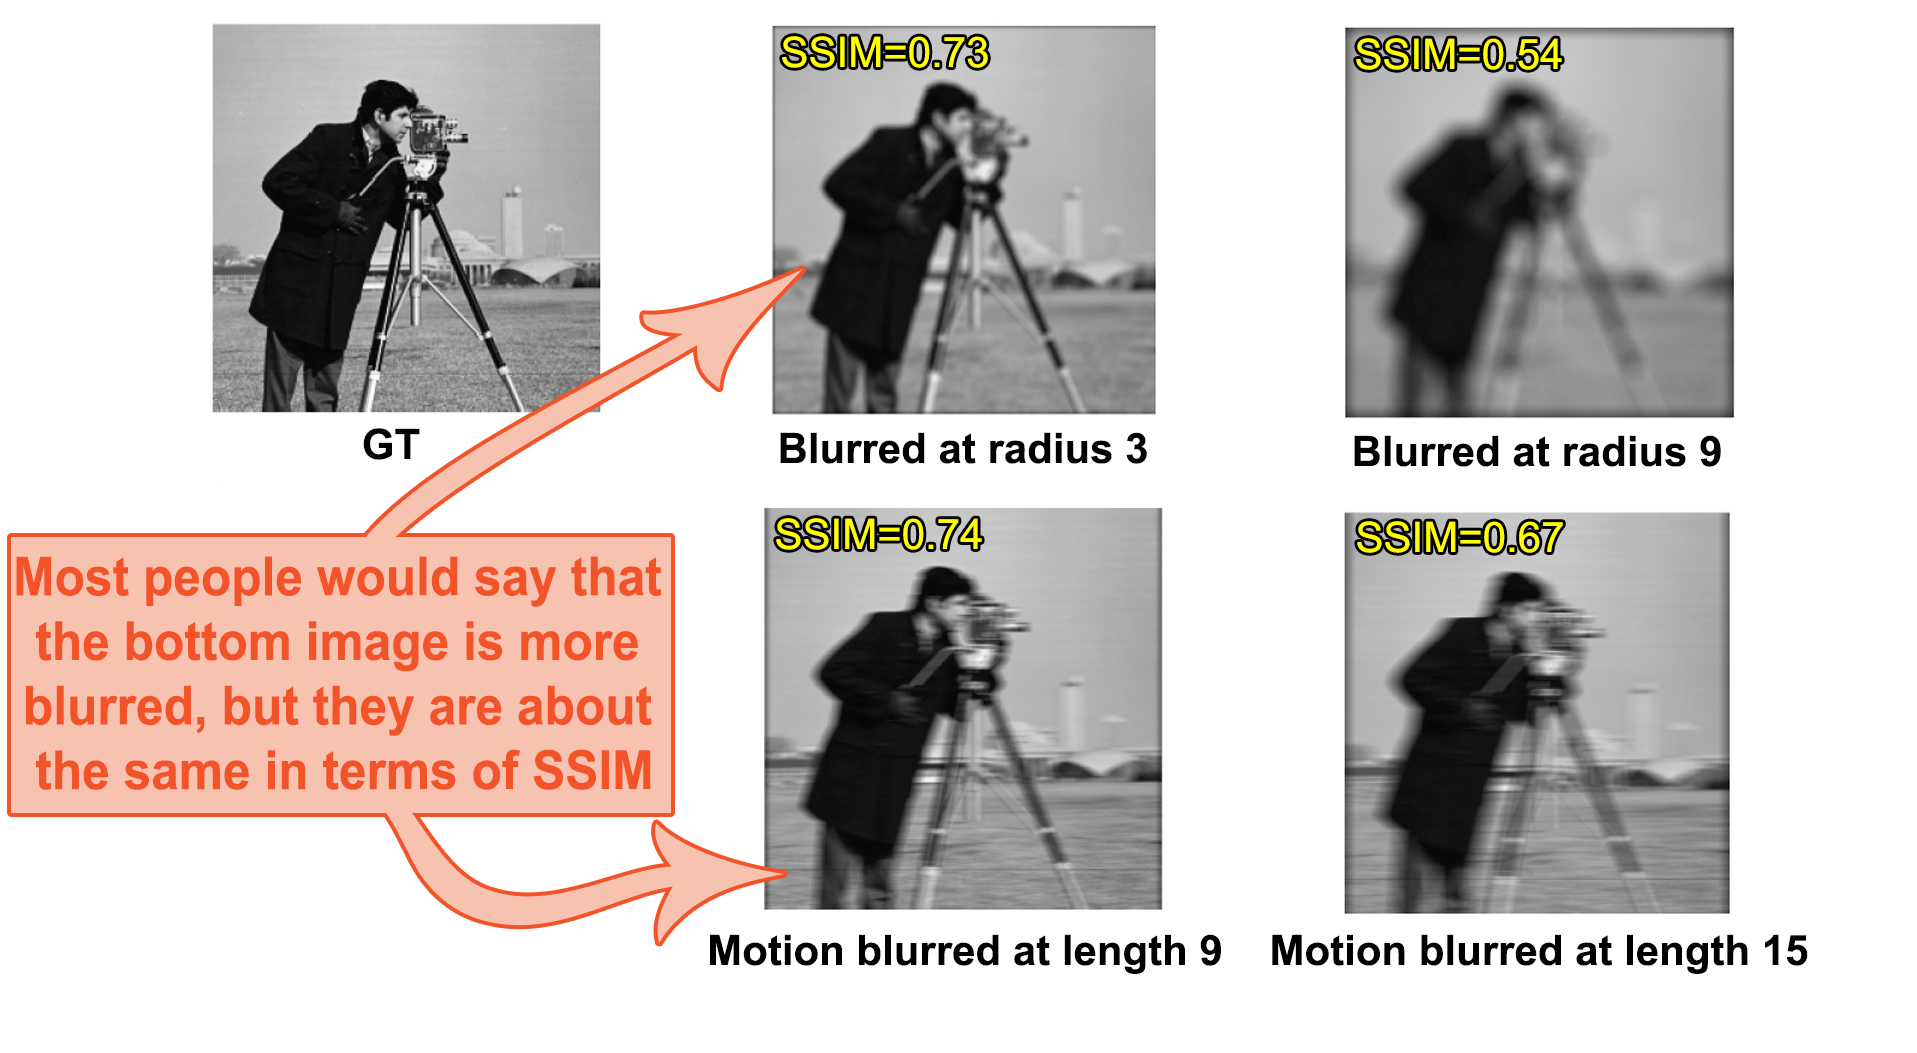 SSIM=0.73
SSIM=0.54
GT
Blurred at radius 3
Blurred at radius 9
SSIM=0.74
SSIM=0.67
Most people would say that
the bottom image is more
blurred, but they are about
the same in terms of SSIM
Motion blurred at length 9
Motion blurred at length 15